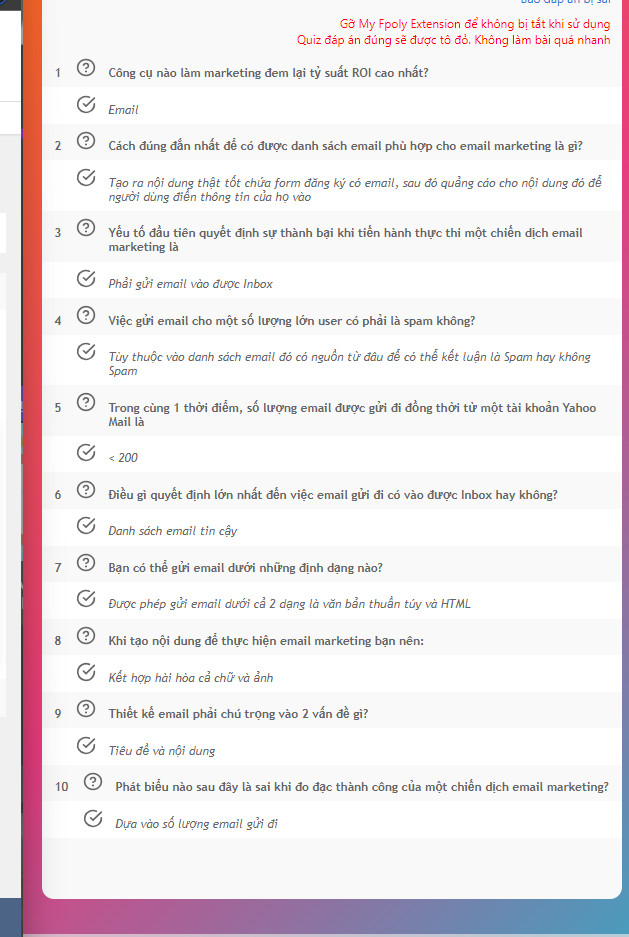 Gỡ My Fpoly Extension để không bị tắt khi sử dụng
Quiz đáp án đúng sẽ được tô đỏ. Không làm bài quá nhanh
1 Công cụ nào làm marketing đem lại tỷ suất ROI cao nhất?
Email
2 Cách đúng đắn nhất để có được danh sách email phù hợp cho email marketing là gì?
Tạo ra nội dung thật tốt chứa form đăng ký có email, sau đó quảng cáo cho nội dung đó để
người dùng điền thông tin của họ vào
3 Yếu tố đầu tiên quyết định sự thành bại khi tiến hành thực thi một chiến dịch email
marketing là
Phải gửi email vào được Inbox
4 Việc gửi email cho một số lượng lớn user có phải là spam không?
Tùy thuộc vào danh sách email đó có nguồn từ đâu để có thể kết luận là Spam hay không
Spam
5 Trong cùng 1 thời điểm, số lượng email được gửi đi đồng thời từ một tài khoản Yahoo
Mail là
< 200
6 Điều gì quyết định lớn nhất đến việc email gửi đi có vào được Inbox hay không?
Danh sách email tin cậy
7 Bạn có thể gửi email dưới những định dạng nào?
Được phép gửi email dưới cả 2 dạng là văn bản thuần túy và HTML
8 Khi tạo nội dung để thực hiện email marketing bạn nên:
Kết hợp hài hòa cả chữ và ảnh
9 Thiết kế email phải chú trọng vào 2 vấn đề gì?
Tiêu đề và nội dung
10 Phát biểu nào sau đây là sai khi đo đạc thành công của một chiến dịch email marketing?
Dựa vào số lượng email gửi đi